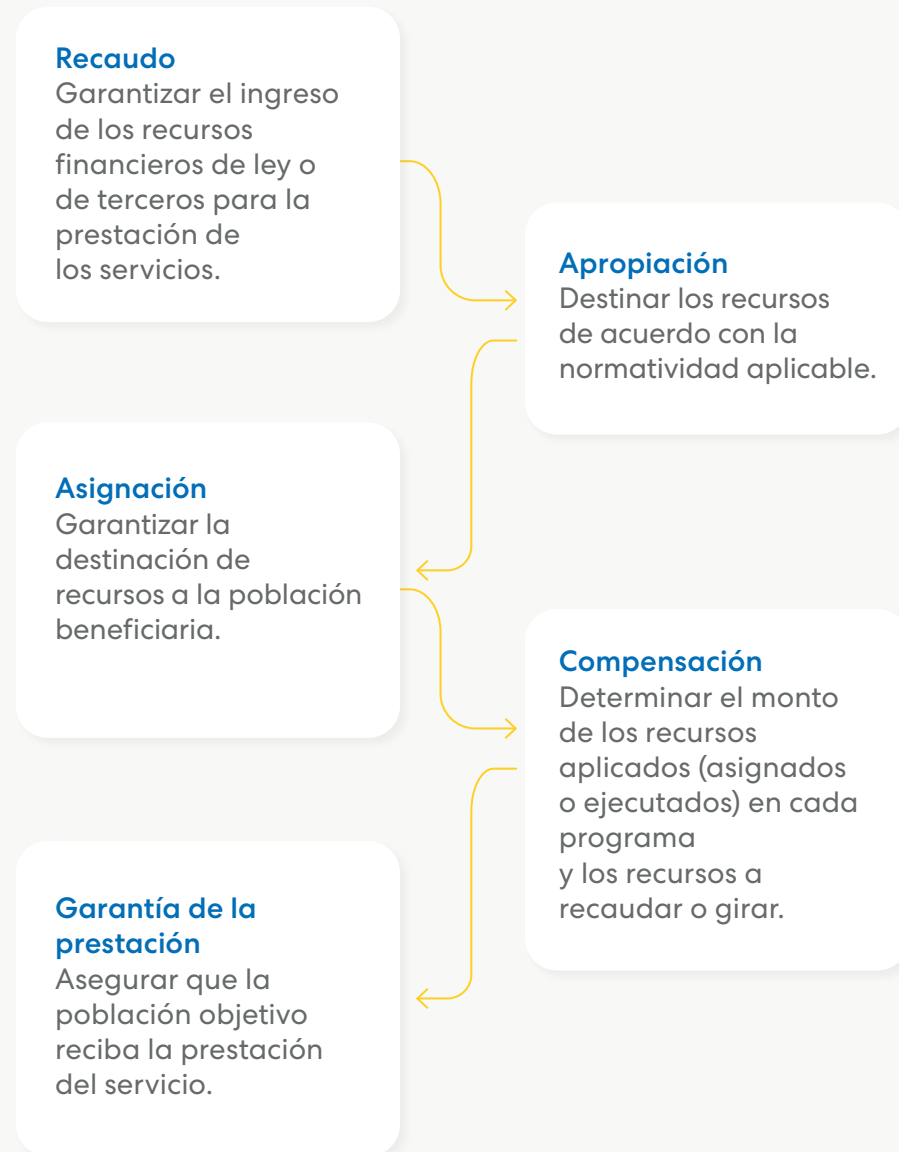 Recaudo
Garantizar el ingreso
de los recursos
financieros de ley o
de terceros para la
prestación de
los servicios.
Apropiación
Destinar los recursos
de acuerdo con la
normatividad aplicable.
Asignación
Garantizar la
destinación de
recursos a la población
beneficiaria.
Compensación
Determinar el monto
de los recursos
aplicados (asignados
o ejecutados) en cada
programa
y los recursos a
recaudar o girar.
Garantía de la
prestación
Asegurar que la
población objetivo
reciba la prestación
del servicio.